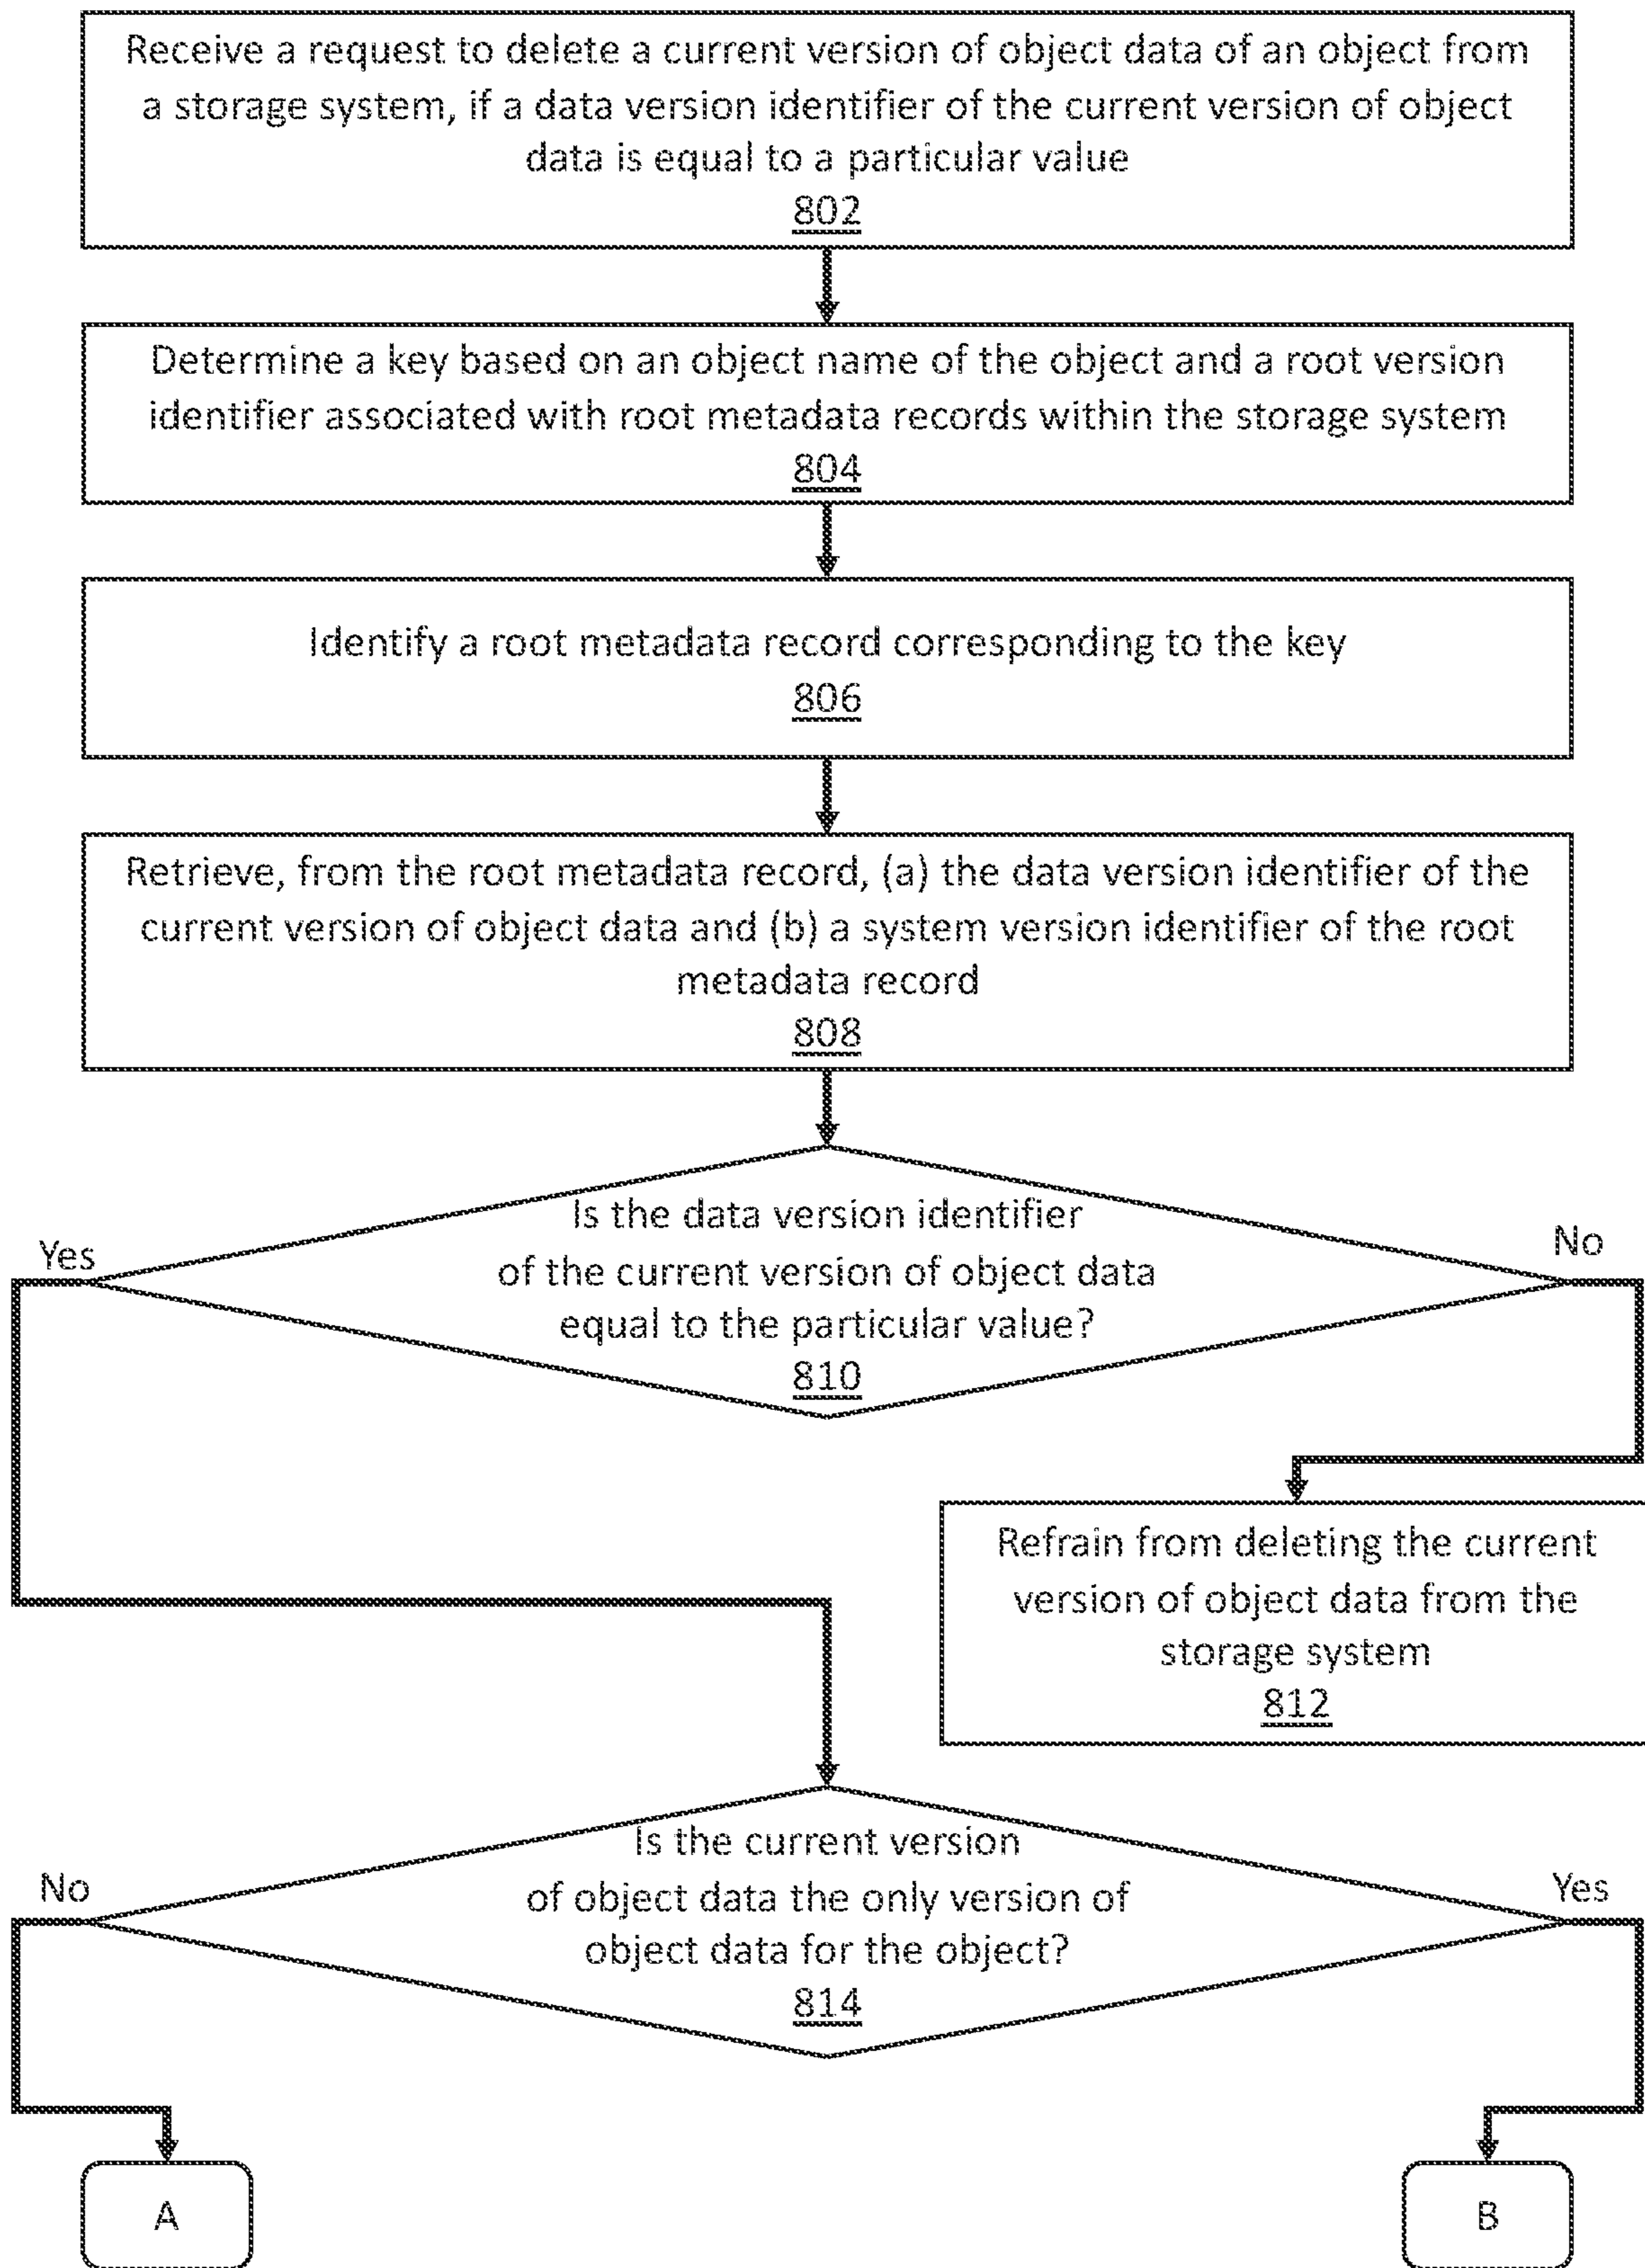 Receive a request to delete a current version of object data of an object from
a storage system, if a data version identifier of the current version of object
data is equal to a particular value
802
Determine a key based on an object name of the object and a root version
identifier associated with root metadata records within the storage system
804
Identify a root metadata record corresponding to the key
806
Retrieve, from the root metadata record, (a) the data version identifier of the
current version of object data and (b) a system version identifier of the root
metadata record
808
Is the data version identifier
of the current version of object data
equal to the particular value?
810
Yes
No
Refrain from deleting the current
version of object data from the
storage system
812
Is the current version
of object data the only version of
object data for the object?
814
No
Yes
A
B